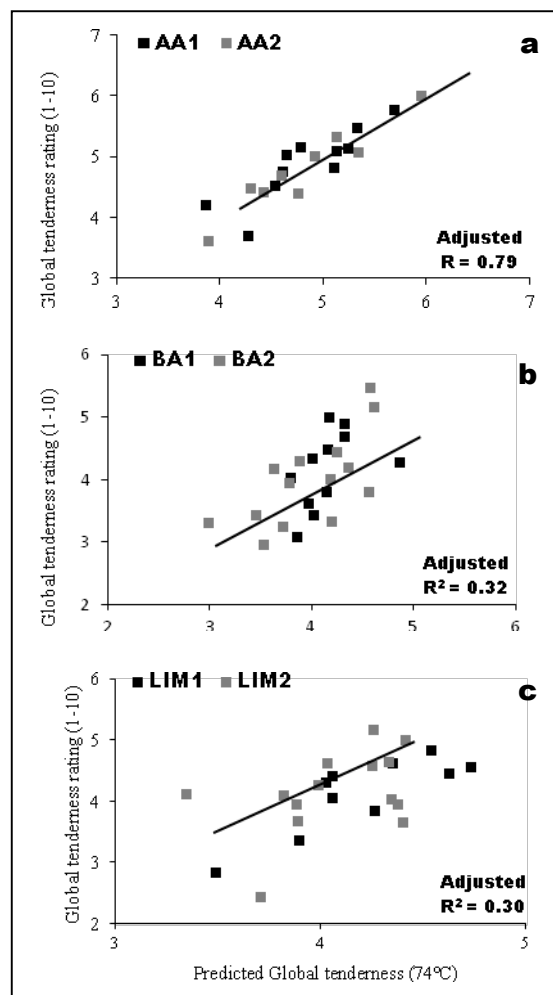 a
AA1 AA2
Global tenderness rating (1-10)
7
6
5
4
3
Adjusted
R = 0.79
3 4 5 6 7
b
BA1 BA2
Global tenderness rating (1-10)
6
5
4
3
2
Adjusted
R² = 0.32
2 3 4 5 6
c
LIM1 LIM2
Global tenderness rating (1-10)
6
5
4
3
2
Adjusted
R² = 0.30
3 4 5
Predicted Global tenderness (74ºC)